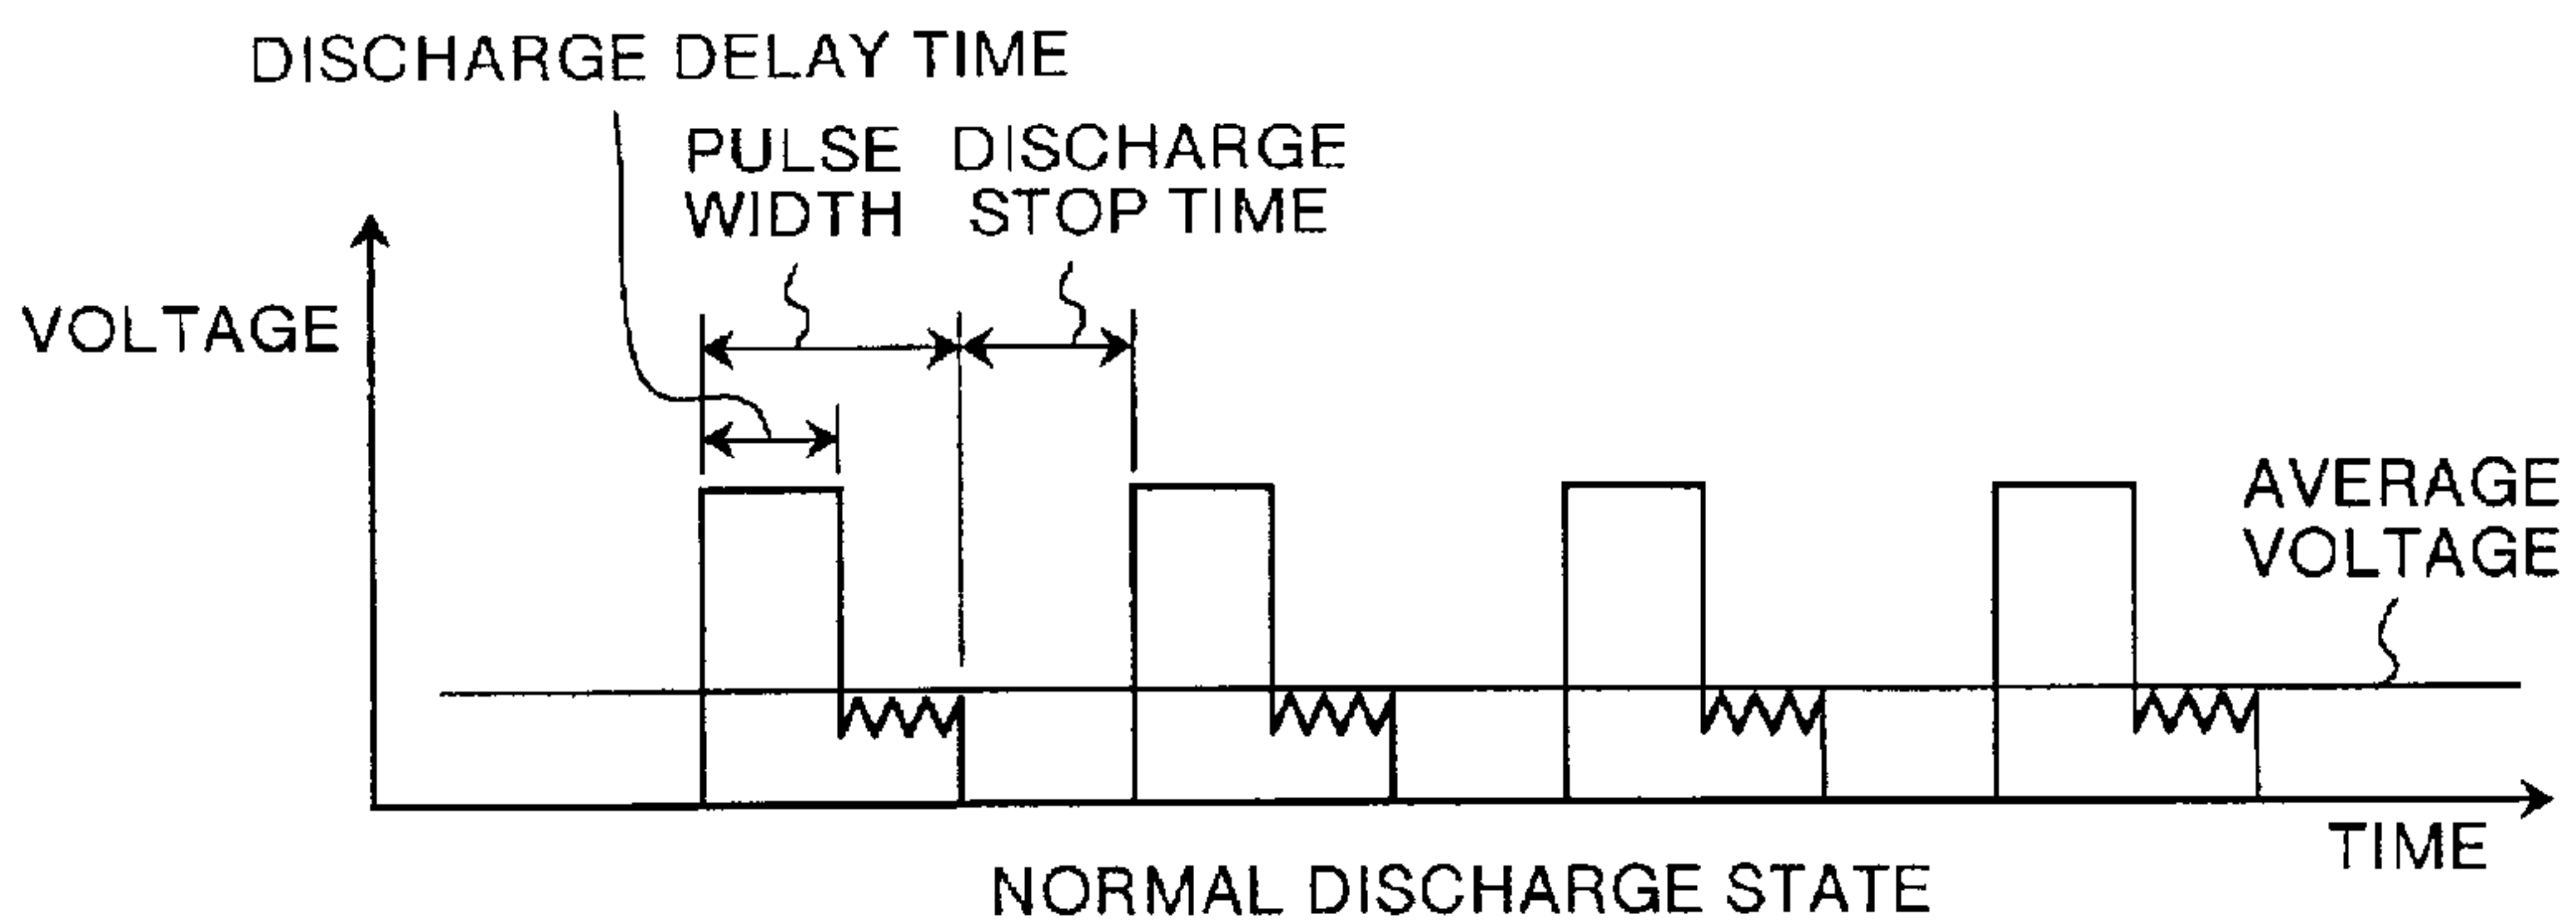 DISCHARGE DELAY TIME
PULSE
WIDTH
DISCHARGE
STOP TIME
VOLTAGE
AVERAGE
VOLTAGE
TIME
NORMAL DISCHARGE STATE